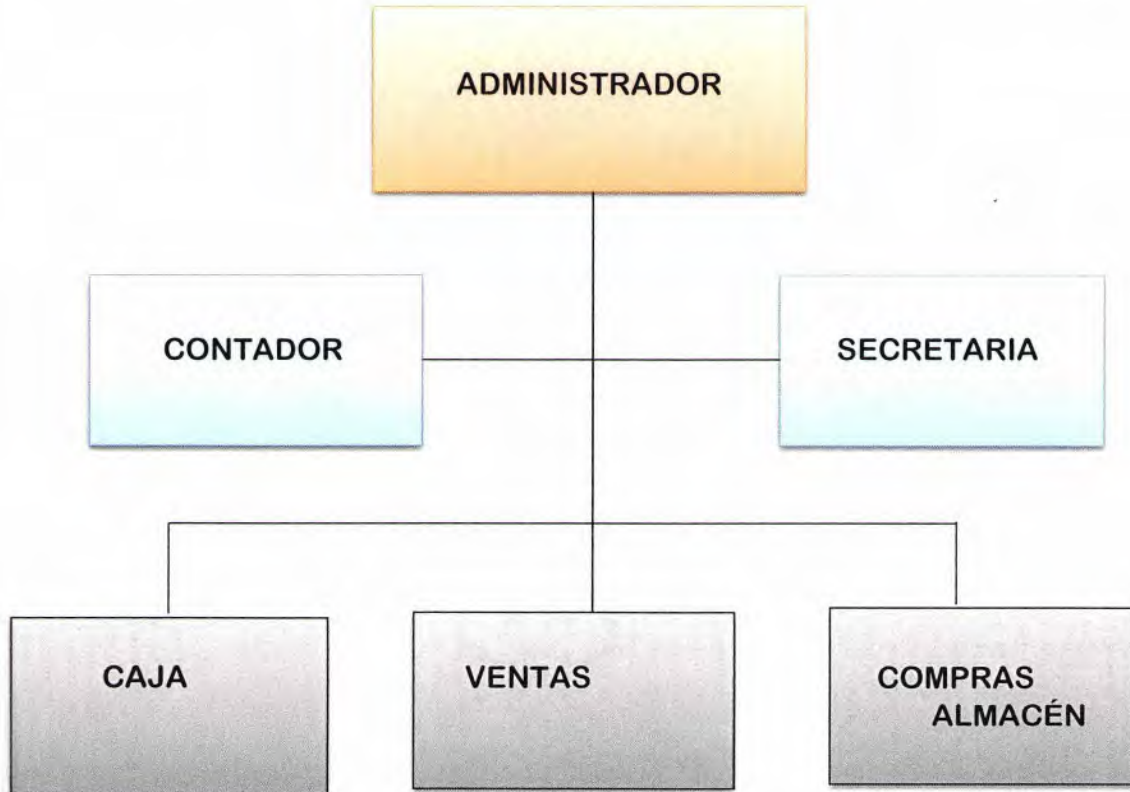 ADMINISTRADOR
CONTADOR
SECRETARIA
CAJA
VENTAS
COMPRAS
ALMACÉN